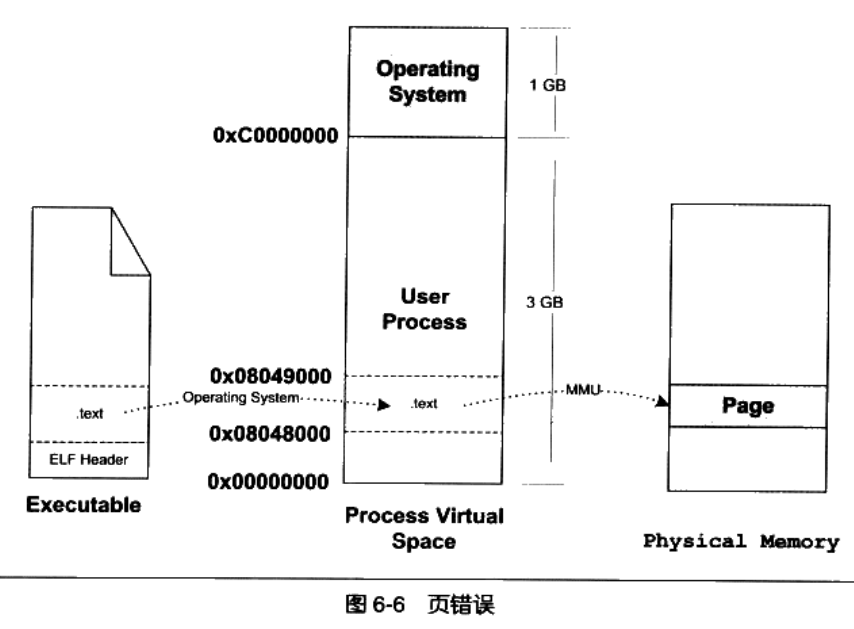 Operating
System
1 GB
0xC0000000
User
Process
3 GB
0x08049000
Operating System
.text
.text
MMU
Page
0x08048000
ELF Header
0x00000000
Executable
Process Virtual
Space
Physical Memory
图 6-6 页错误